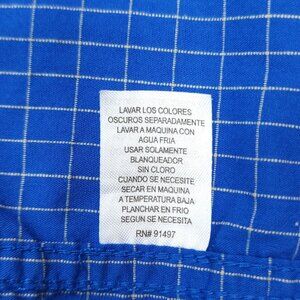 LAVAR LOS COLORES
OSCUROS SEPARADAMENTE
LAVAR A MAQUINA CON
AGUA FRIA
USAR SOLAMENTE
BLANQUEADOR
SIN CLORO
CUANDO SE NECESITE
SECAR EN MAQUINA
A TEMPERATURA BAJA
PLANCHAR EN FRIO
SEGUN SE NECESITA
RN# 91497